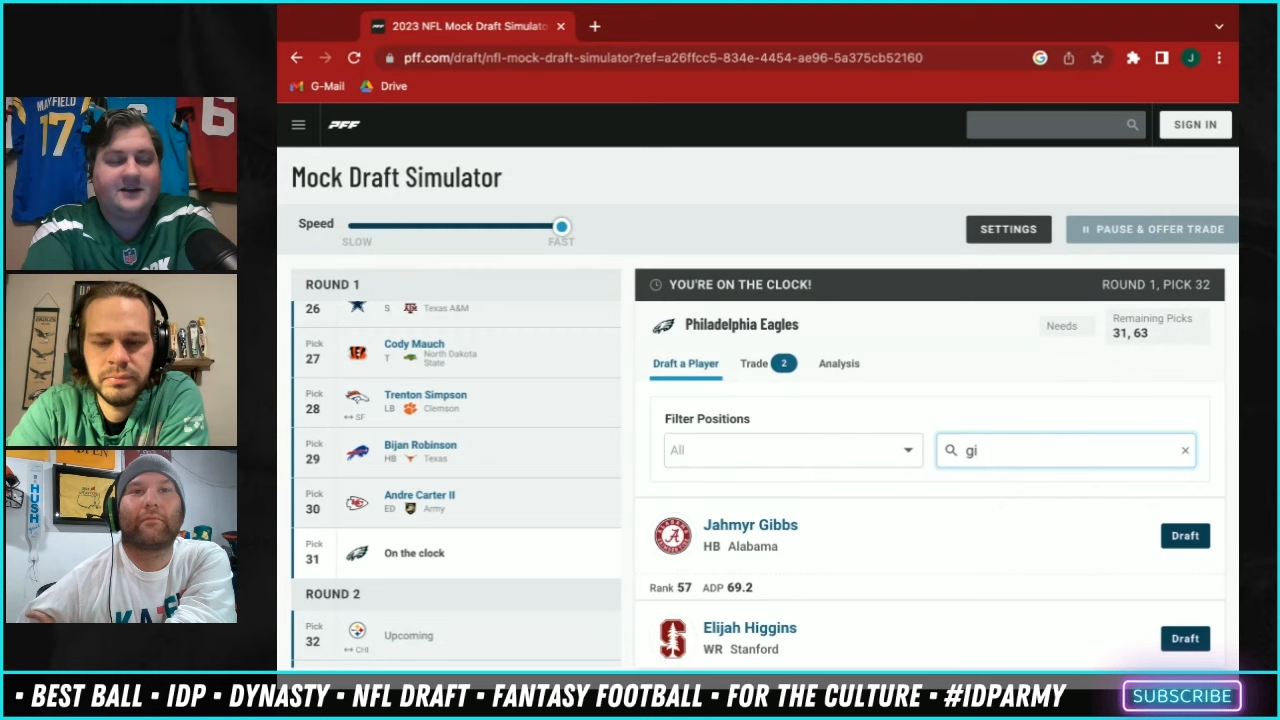 2023 NFL Mock Draft Simulato
pff.com/draft/nfl-mock-draft-simulator?ref=a26ffcc5-834e-4454-ae96-5a375cb52160
J
G-Mail
Drive
PFF
SIGN IN
Mock Draft Simulator
Speed
SLOW
FAST
SETTINGS
PAUSE & OFFER TRADE
ROUND 1
26
S Texas A&M
Pick 27
Cody Mauch
T North Dakota State
Pick 28
Trenton Simpson
LB Clemson
↔ SF
Pick 29
Bijan Robinson
HB Texas
Pick 30
Andre Carter II
ED Army
Pick 31
On the clock
ROUND 2
Pick 32
Upcoming
↔ CHI
YOU'RE ON THE CLOCK!
ROUND 1, PICK 32
Philadelphia Eagles
Needs
Remaining Picks
31, 63
Draft a Player
Trade 2
Analysis
Filter Positions
All
gi
Jahmyr Gibbs
HB Alabama
Draft
Rank 57 ADP 69.2
Elijah Higgins
WR Stanford
Draft
MAYFIELD
17
6
HUSH
• BEST BALL • IDP • DYNASTY • NFL DRAFT • FANTASY FOOTBALL • FOR THE CULTURE • #IDPARMY
SUBSCRIBE